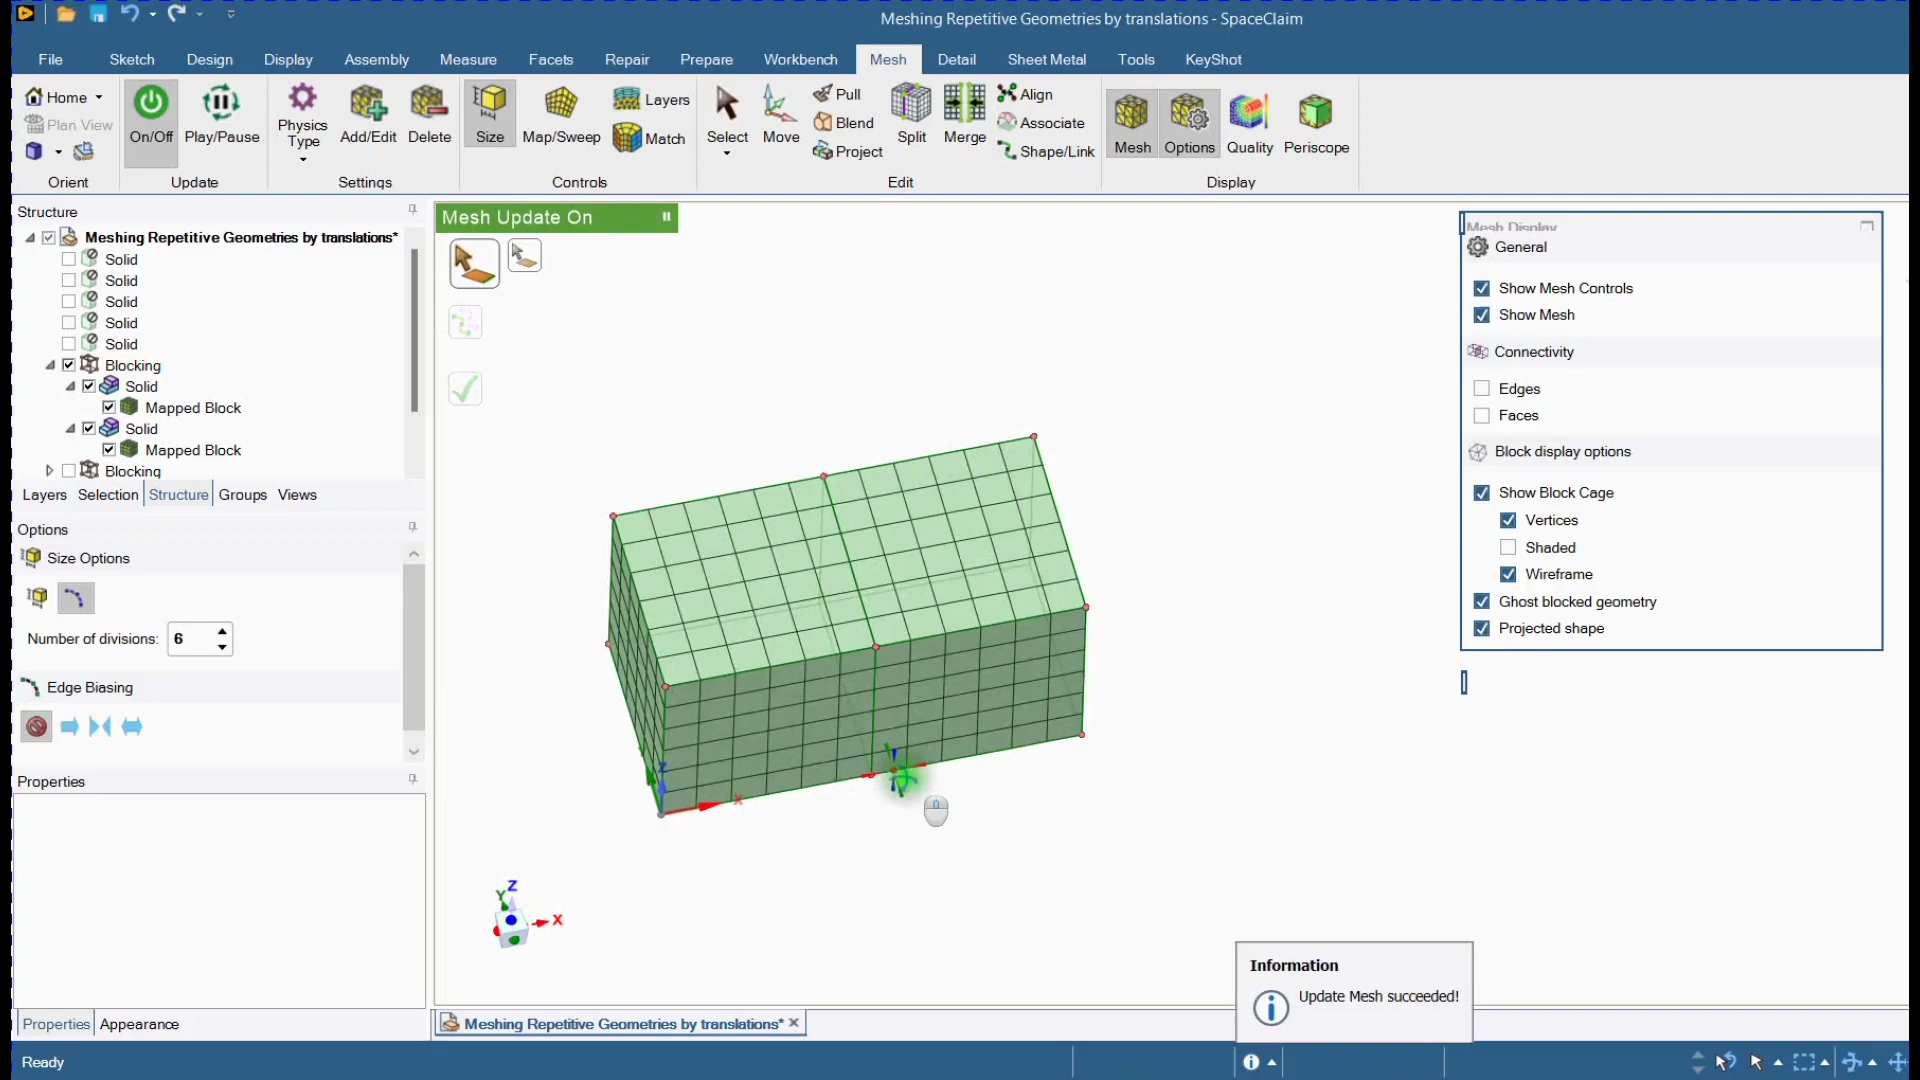 Meshing Repetitive Geometries by translations - SpaceClaim
File Sketch Design Display Assembly Measure Facets Repair Prepare Workbench Mesh Detail Sheet Metal Tools KeyShot
Home
Plan View
Orient
On/Off Play/Pause
Update
Physics Type Add/Edit Delete
Settings
Size Map/Sweep Layers
Match
Controls
Select Move Pull
Blend
Project
Split Merge Align
Associate
Shape/Link
Edit
Mesh Options Quality Periscope
Display
Structure
Meshing Repetitive Geometries by translations*
Solid
Solid
Solid
Solid
Solid
Blocking
Solid
Mapped Block
Solid
Mapped Block
Blocking
Layers Selection Structure Groups Views
Options
Size Options
Number of divisions: 6
Edge Biasing
Properties
Properties Appearance
Mesh Update On
Z
X
Z
Y
X
Mesh Display
General
Show Mesh Controls
Show Mesh
Connectivity
Edges
Faces
Block display options
Show Block Cage
Vertices
Shaded
Wireframe
Ghost blocked geometry
Projected shape
Information
Update Mesh succeeded!
Meshing Repetitive Geometries by translations*
Ready